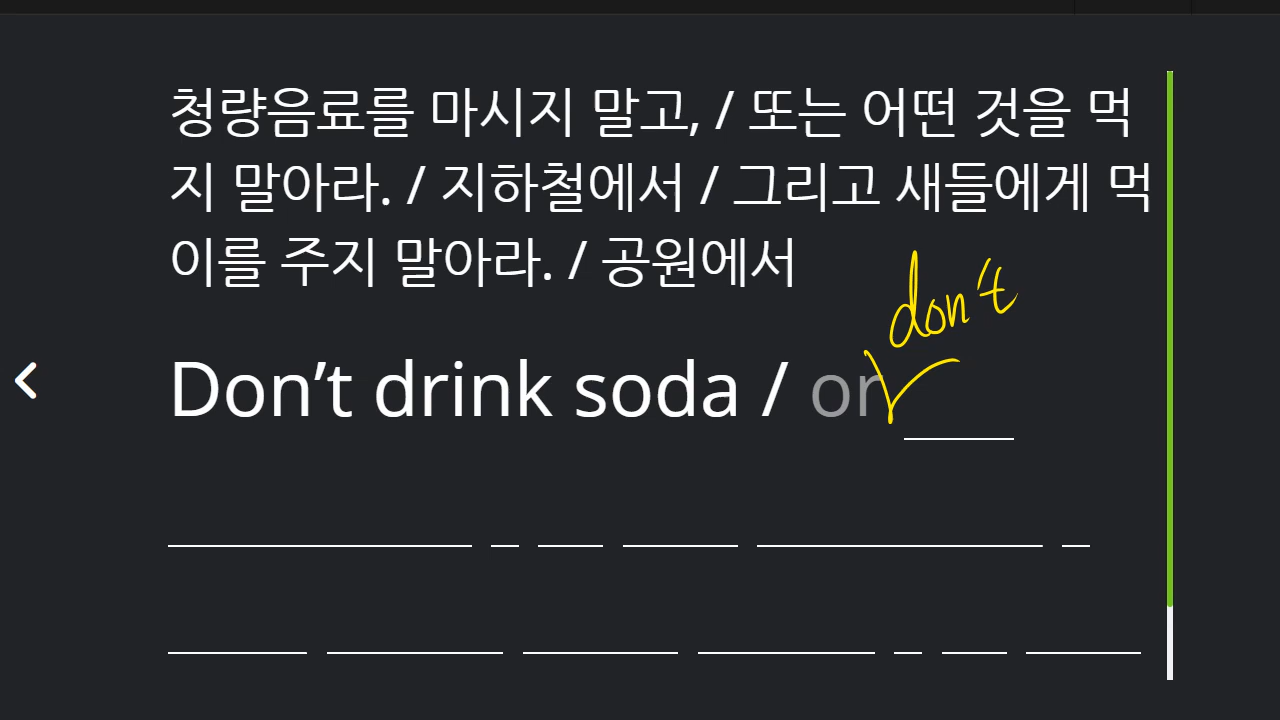 청량음료를 마시지 말고, / 또는 어떤 것을 먹
지 말아라. / 지하철에서 / 그리고 새들에게 먹
이를 주지 말아라. / 공원에서
don't
Don’t drink soda / or